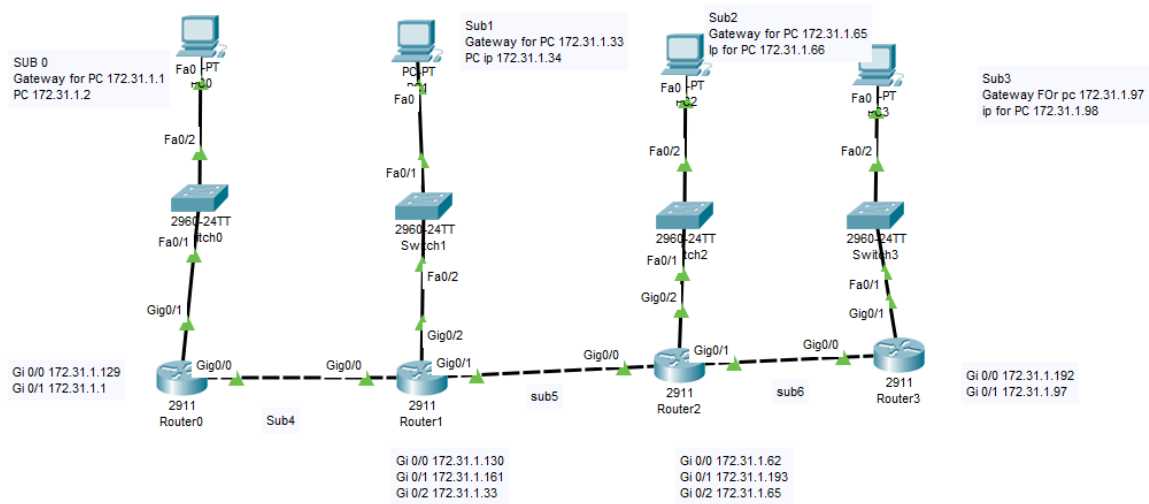 SUB 0
Gateway for PC 172.31.1.1
PC 172.31.1.2
Sub1
Gateway for PC 172.31.1.33
PC ip 172.31.1.34
Sub2
Gateway for PC 172.31.1.65
Ip for PC 172.31.1.66
Sub3
Gateway FOr pc 172.31.1.97
ip for PC 172.31.1.98
Fa0 -PT
PC-PT
Fa0
Fa0 -PT
Fa0 -PT
Fa0/2
Fa0/1
Fa0/2
Fa0/2
2960-24TT
2960-24TT
Switch1
2960-24TT
2960-24TT
Switch3
Fa0/1
Fa0/2
Fa0/1
Fa0/1
Gig0/1
Gig0/2
Gig0/2
Gig0/1
Gi 0/0 172.31.1.129
Gi 0/1 172.31.1.1
Gig0/0
Gig0/0
Gig0/1
Gig0/0
Gig0/1
Gig0/0
2911
Router0
Sub4
2911
Router1
sub5
2911
Router2
sub6
2911
Router3
Gi 0/0 172.31.1.192
Gi 0/1 172.31.1.97
Gi 0/0 172.31.1.130
Gi 0/1 172.31.1.161
Gi 0/2 172.31.1.33
Gi 0/0 172.31.1.62
Gi 0/1 172.31.1.193
Gi 0/2 172.31.1.65